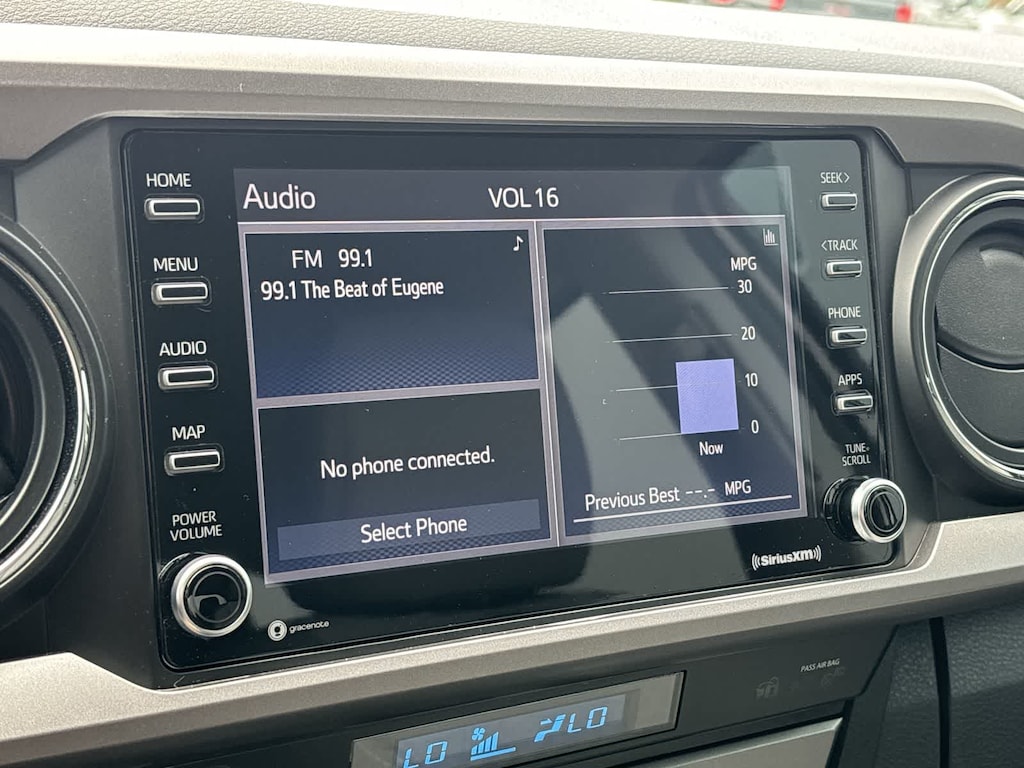 HOME
MENU
AUDIO
MAP
POWER
VOLUME
Audio
VOL 16
FM 99.1
99.1 The Beat of Eugene
No phone connected.
Select Phone
MPG
30
20
10
0
Now
Previous Best --.- MPG
SEEK>
<TRACK
PHONE
APPS
TUNE-
SCROLL
gracenote
((SiriusXM))
PASS AIR BAG
LO
LO